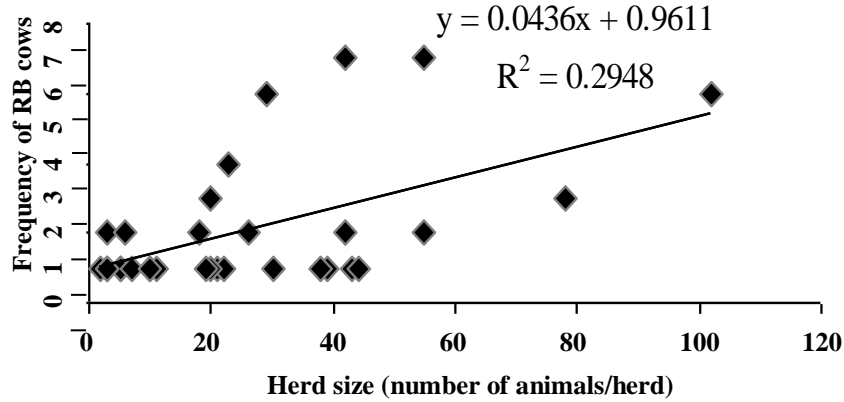 y = 0.0436x + 0.9611
R² = 0.2948
Frequency of RB cows
8
7
6
5
4
3
2
1
0
0 20 40 60 80 100 120
Herd size (number of animals/herd)